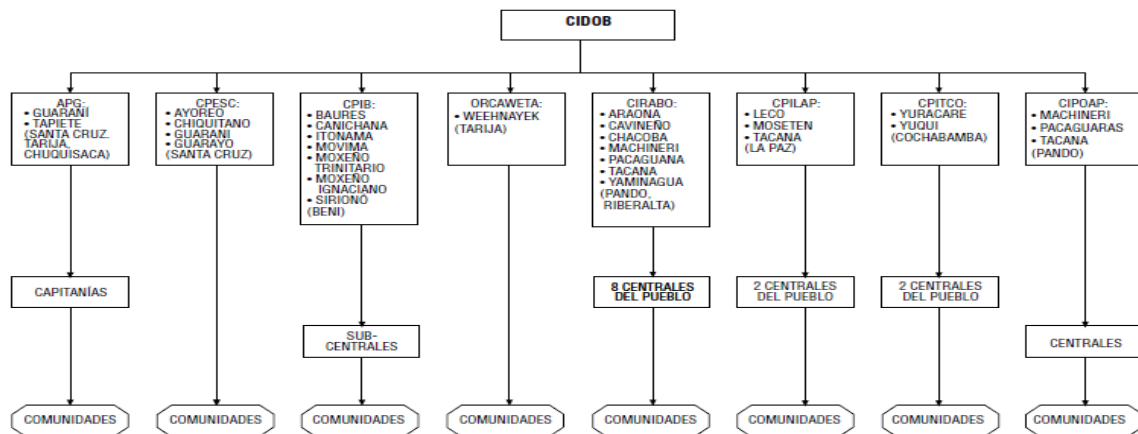 CIDOB
APG:
• GUARANÍ
• TAPIETE
(SANTA CRUZ.
TARIJA,
CHUQUISACA)
CPESC:
• AYOREO
• CHIQUITANO
• GUARANI
• GUARAYO
(SANTA CRUZ)
CPIB:
• BAURES
• CANICHANA
• ITONAMA
• MOVIMA
• MOXEÑO
TRINITARIO
• MOXEÑO
IGNACIANO
• SIRIONÓ
(BENI)
ORCAWETA:
• WEEHNAYEK
(TARIJA)
CIRABO:
• ARAONA
• CAVINEÑO
• CHACOBA
• MACHINERI
• PACAGUANA
• TACANA
• YAMINAGUA
(PANDO,
RIBERALTA)
CPILAP:
• LECO
• MOSETEN
• TACANA
(LA PAZ)
CPITCO:
• YURACARE
• YUQUI
(COCHABAMBA)
CIPOAP:
• MACHINERI
• PACAGUARAS
• TACANA
(PANDO)
CAPITANÍAS
8 CENTRALES
DEL PUEBLO
2 CENTRALES
DEL PUEBLO
2 CENTRALES
DEL PUEBLO
SUB-
CENTRALES
CENTRALES
COMUNIDADES
COMUNIDADES
COMUNIDADES
COMUNIDADES
COMUNIDADES
COMUNIDADES
COMUNIDADES
COMUNIDADES